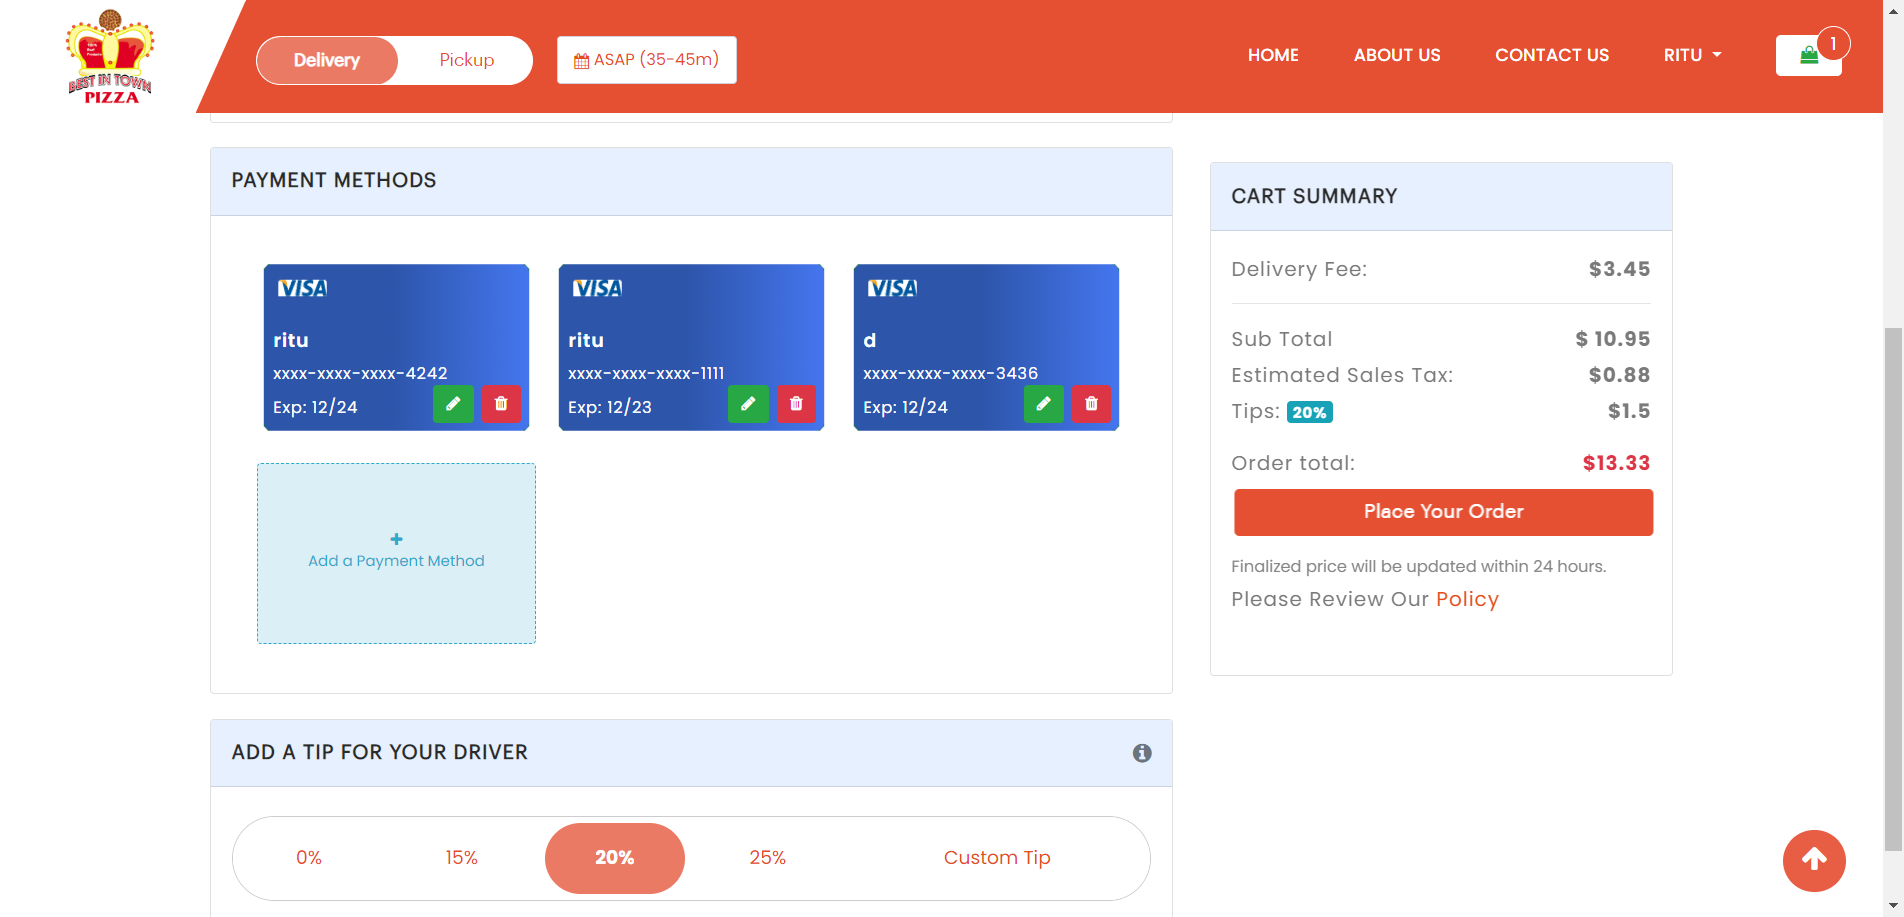 BEST IN TOWN
PIZZA
Delivery
Pickup
ASAP (35-45m)
HOME
ABOUT US
CONTACT US
RITU
1
PAYMENT METHODS
VISA
ritu
xxxx-xxxx-xxxx-4242
Exp: 12/24
VISA
ritu
xxxx-xxxx-xxxx-1111
Exp: 12/23
VISA
d
xxxx-xxxx-xxxx-3436
Exp: 12/24
Add a Payment Method
CART SUMMARY
Delivery Fee: $3.45
Sub Total $ 10.95
Estimated Sales Tax: $0.88
Tips: 20% $1.5
Order total: $13.33
Place Your Order
Finalized price will be updated within 24 hours.
Please Review Our Policy
ADD A TIP FOR YOUR DRIVER
0% 15% 20% 25% Custom Tip